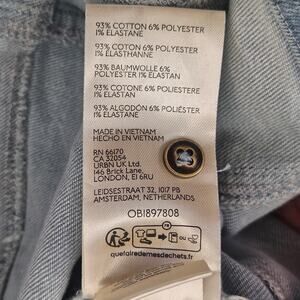 93% COTTON 6% POLYESTER
1% ELASTANE
93% COTON 6% POLYESTER
1% ELASTHANNE
93% BAUMWOLLE 6%
POLYESTER 1% ELASTAN
93% COTONE 6% POLIESTERE
1% ELASTAN
93% ALGODÓN 6% POLIÉSTER
1% ELASTANO
MADE IN VIETNAM
HECHO EN VIETNAM
RN 66170
CA 32054
URBN UK Ltd.
146 Brick Lane,
LONDON, E1 6RU
LEIDSESTRAAT 32, 1017 PB
AMSTERDAM, NETHERLANDS
OB1897808
FR
quefairedemesdechets.fr